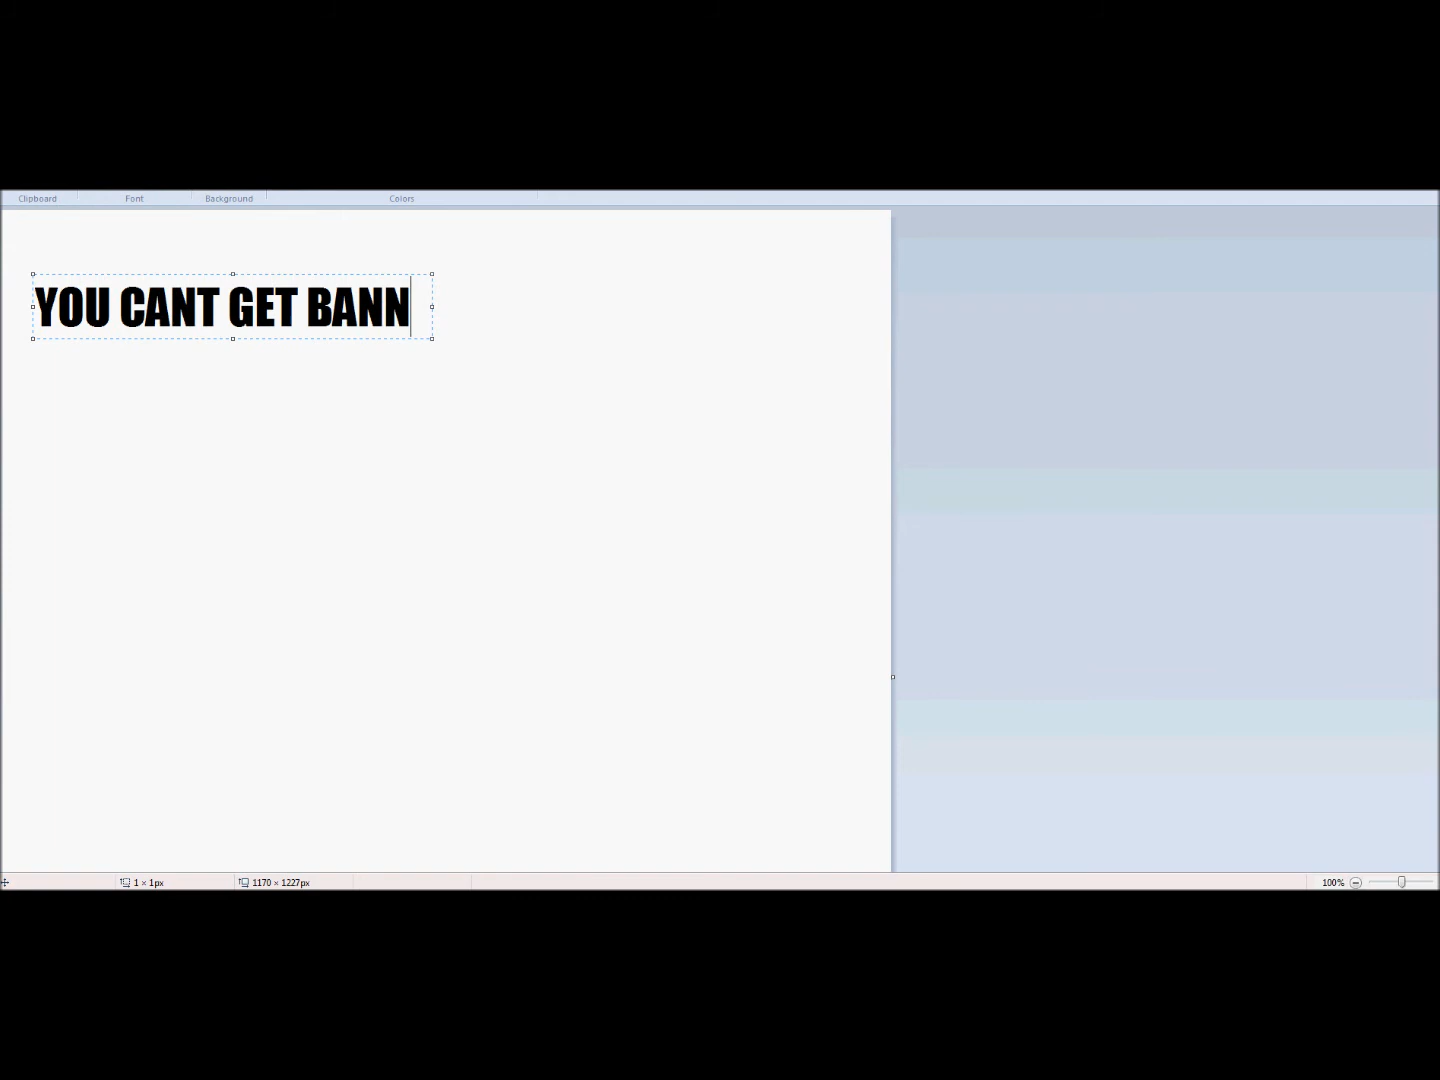 Clipboard Font Background Colors
YOU CANT GET BANN
1 × 1px 1170 × 1227px 100%